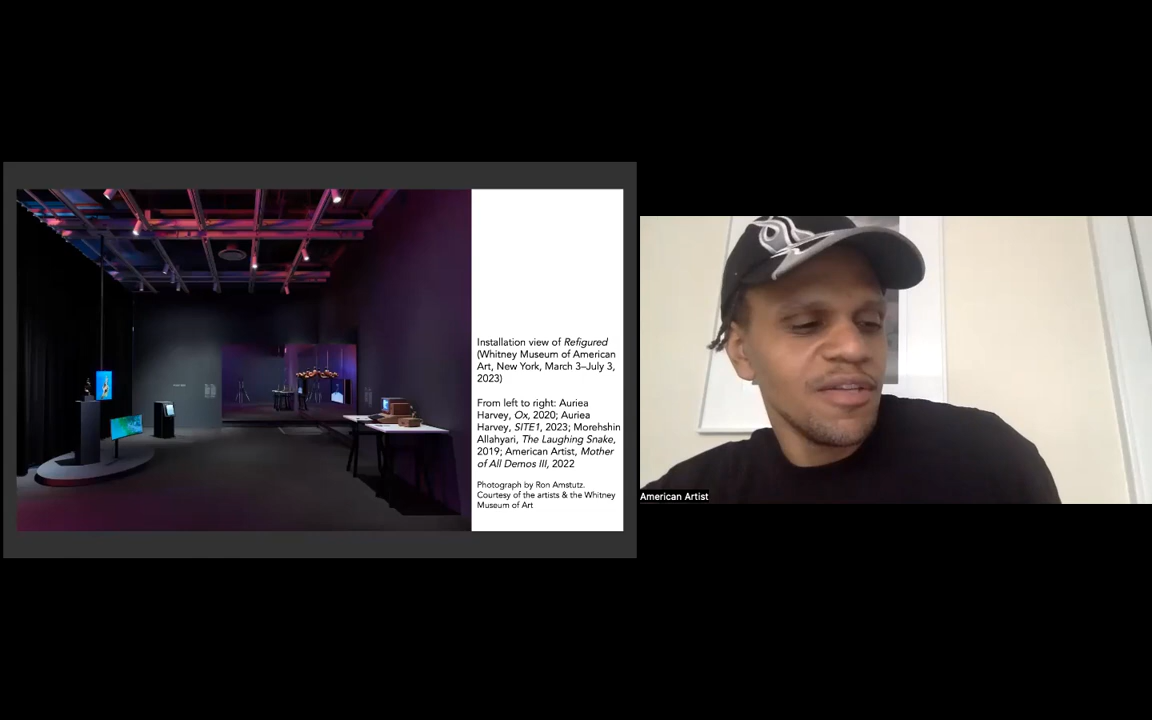 Installation view of Refigured
(Whitney Museum of American
Art, New York, March 3–July 3,
2023)
From left to right: Auriea
Harvey, Ox, 2020; Auriea
Harvey, SITE1, 2023; Morehshin
Allahyari, The Laughing Snake,
2019; American Artist, Mother
of All Demos III, 2022
Photograph by Ron Amstutz.
Courtesy of the artists & the Whitney
Museum of Art
American Artist